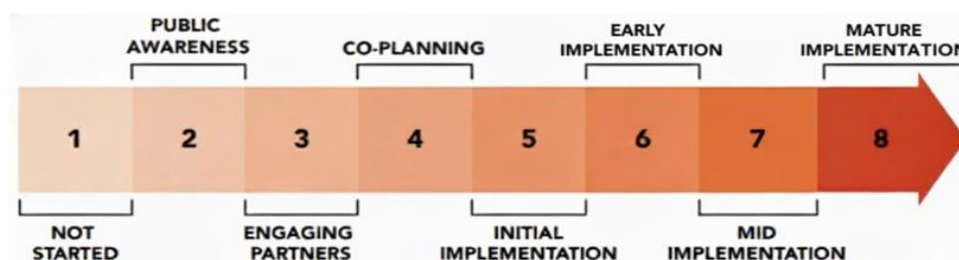 PUBLIC
AWARENESS
CO-PLANNING
EARLY
IMPLEMENTATION
MATURE
IMPLEMENTATION
1 2 3 4 5 6 7 8
NOT
STARTED
ENGAGING
PARTNERS
INITIAL
IMPLEMENTATION
MID
IMPLEMENTATION